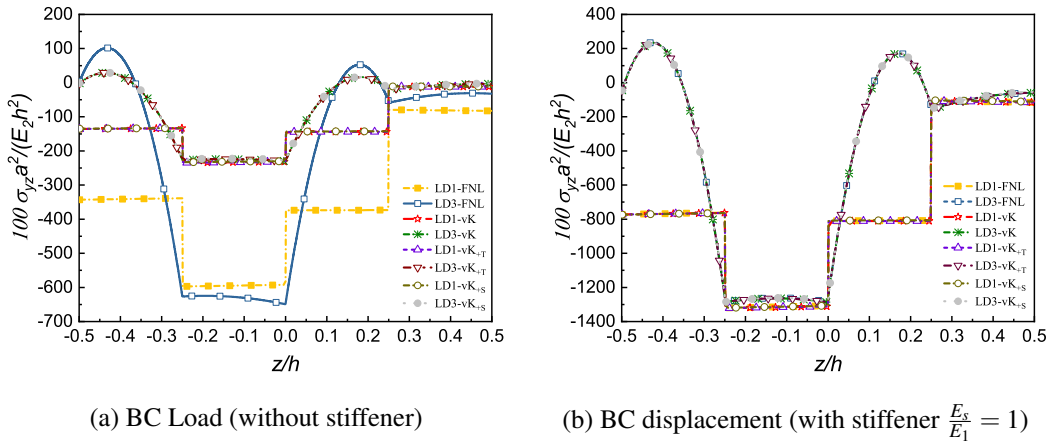 200
100
0
-100
-200
-300
-400
-500
-600
-700
-0.5 -0.4 -0.3 -0.2 -0.1 0.0 0.1 0.2 0.3 0.4 0.5
100 σyz a²/(E₂h²)
z/h
LD1-FNL
LD3-FNL
LD1-vK
LD3-vK
LD1-vK+T
LD3-vK+T
LD1-vK+S
LD3-vK+S
(a) BC Load (without stiffener)
400
200
0
-200
-400
-600
-800
-1000
-1200
-1400
-0.5 -0.4 -0.3 -0.2 -0.1 0.0 0.1 0.2 0.3 0.4 0.5
100 σyz a²/(E₂h²)
z/h
LD1-FNL
LD3-FNL
LD1-vK
LD3-vK
LD1-vK+T
LD3-vK+T
LD1-vK+S
LD3-vK+S
(b) BC displacement (with stiffener Es/E1 = 1)